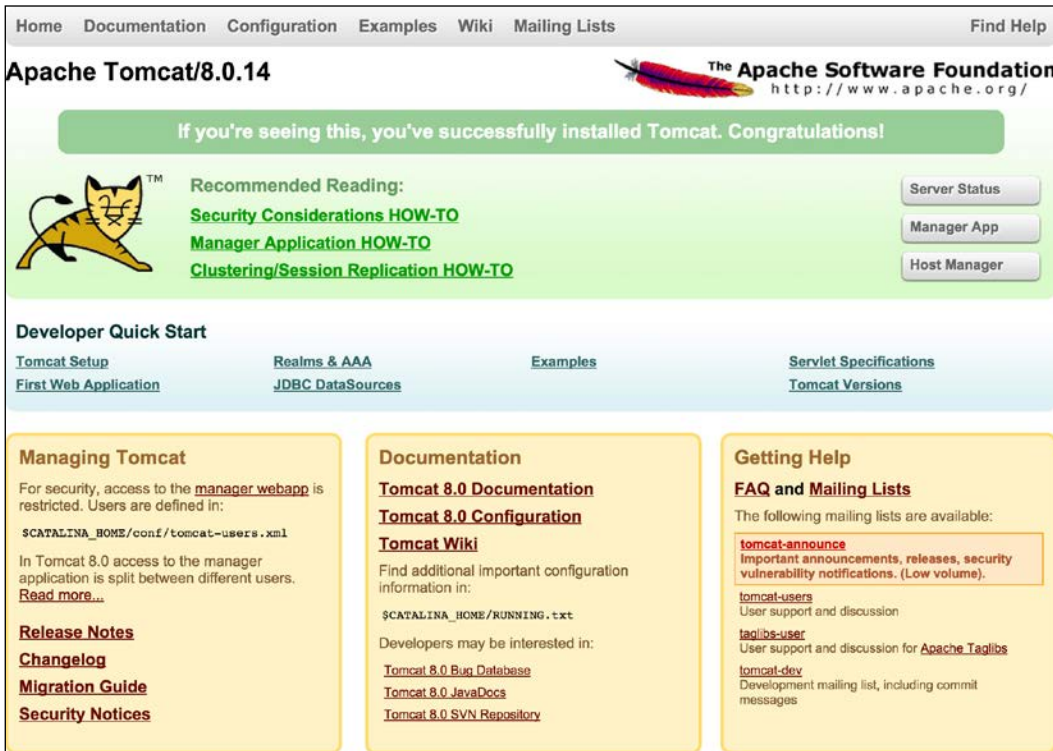 Home Documentation Configuration Examples Wiki Mailing Lists Find Help
Apache Tomcat/8.0.14
The Apache Software Foundation
http://www.apache.org/
If you're seeing this, you've successfully installed Tomcat. Congratulations!
TM
Recommended Reading:
Security Considerations HOW-TO
Manager Application HOW-TO
Clustering/Session Replication HOW-TO
Server Status
Manager App
Host Manager
Developer Quick Start
Tomcat Setup
First Web Application
Realms & AAA
JDBC DataSources
Examples
Servlet Specifications
Tomcat Versions
Managing Tomcat
For security, access to the manager webapp is
restricted. Users are defined in:
$CATALINA_HOME/conf/tomcat-users.xml
In Tomcat 8.0 access to the manager
application is split between different users.
Read more...
Release Notes
Changelog
Migration Guide
Security Notices
Documentation
Tomcat 8.0 Documentation
Tomcat 8.0 Configuration
Tomcat Wiki
Find additional important configuration
information in:
$CATALINA_HOME/RUNNING.txt
Developers may be interested in:
Tomcat 8.0 Bug Database
Tomcat 8.0 JavaDocs
Tomcat 8.0 SVN Repository
Getting Help
FAQ and Mailing Lists
The following mailing lists are available:
tomcat-announce
Important announcements, releases, security
vulnerability notifications. (Low volume).
tomcat-users
User support and discussion
taglibs-user
User support and discussion for Apache Taglibs
tomcat-dev
Development mailing list, including commit
messages